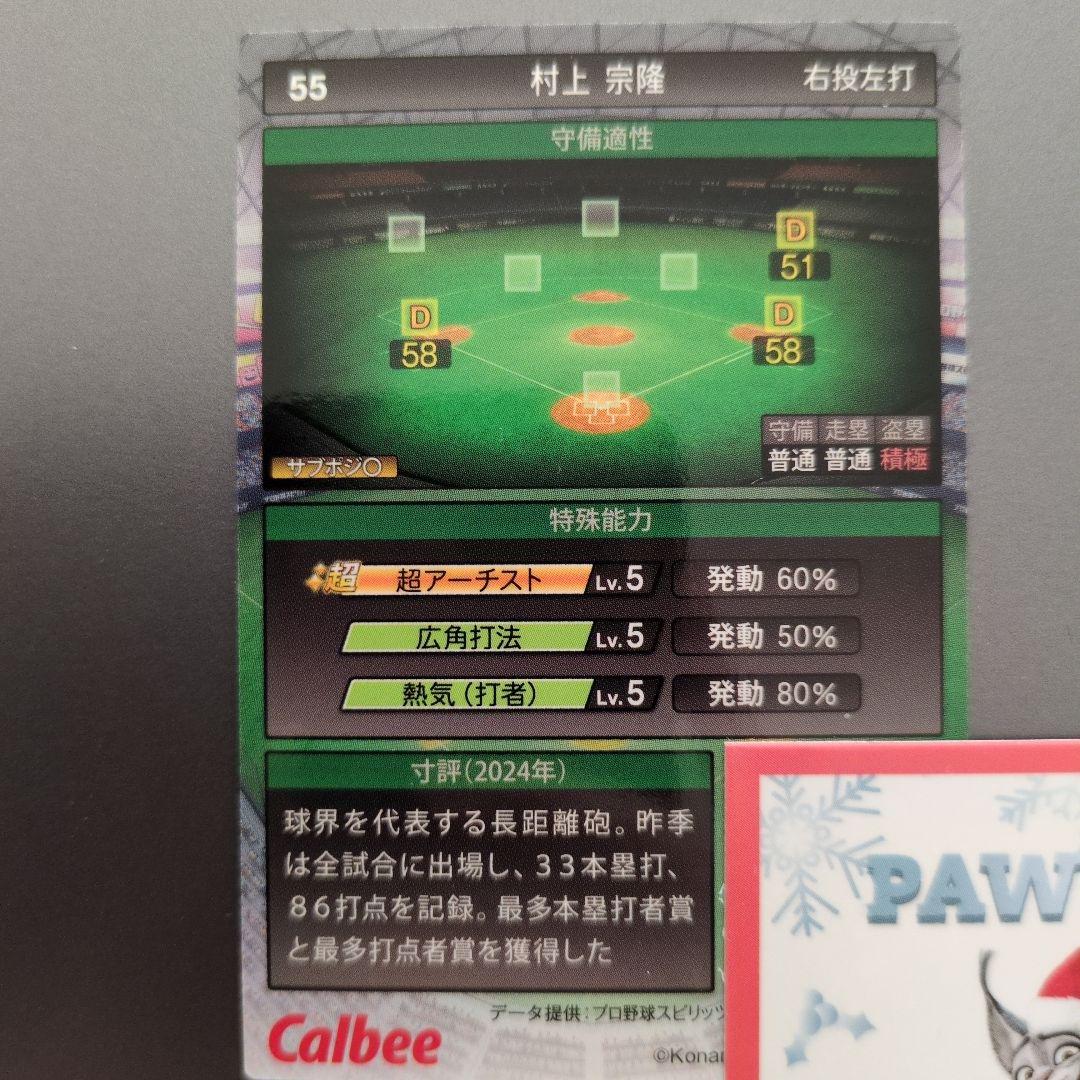 55 村上 宗隆 右投左打
守備適性
D
51
D
58
D
58
守備 走塁 盗塁
普通 普通 積極
サブポジ〇
特殊能力
超 超アーチスト Lv.5 発動 60%
広角打法 Lv.5 発動 50%
熱気(打者) Lv.5 発動 80%
寸評(2024年)
球界を代表する長距離砲。昨季
は全試合に出場し、33本塁打、
86打点を記録。最多本塁打者賞
と最多打点者賞を獲得した
データ提供:プロ野球スピリッツ
Calbee
©Konar
PAW